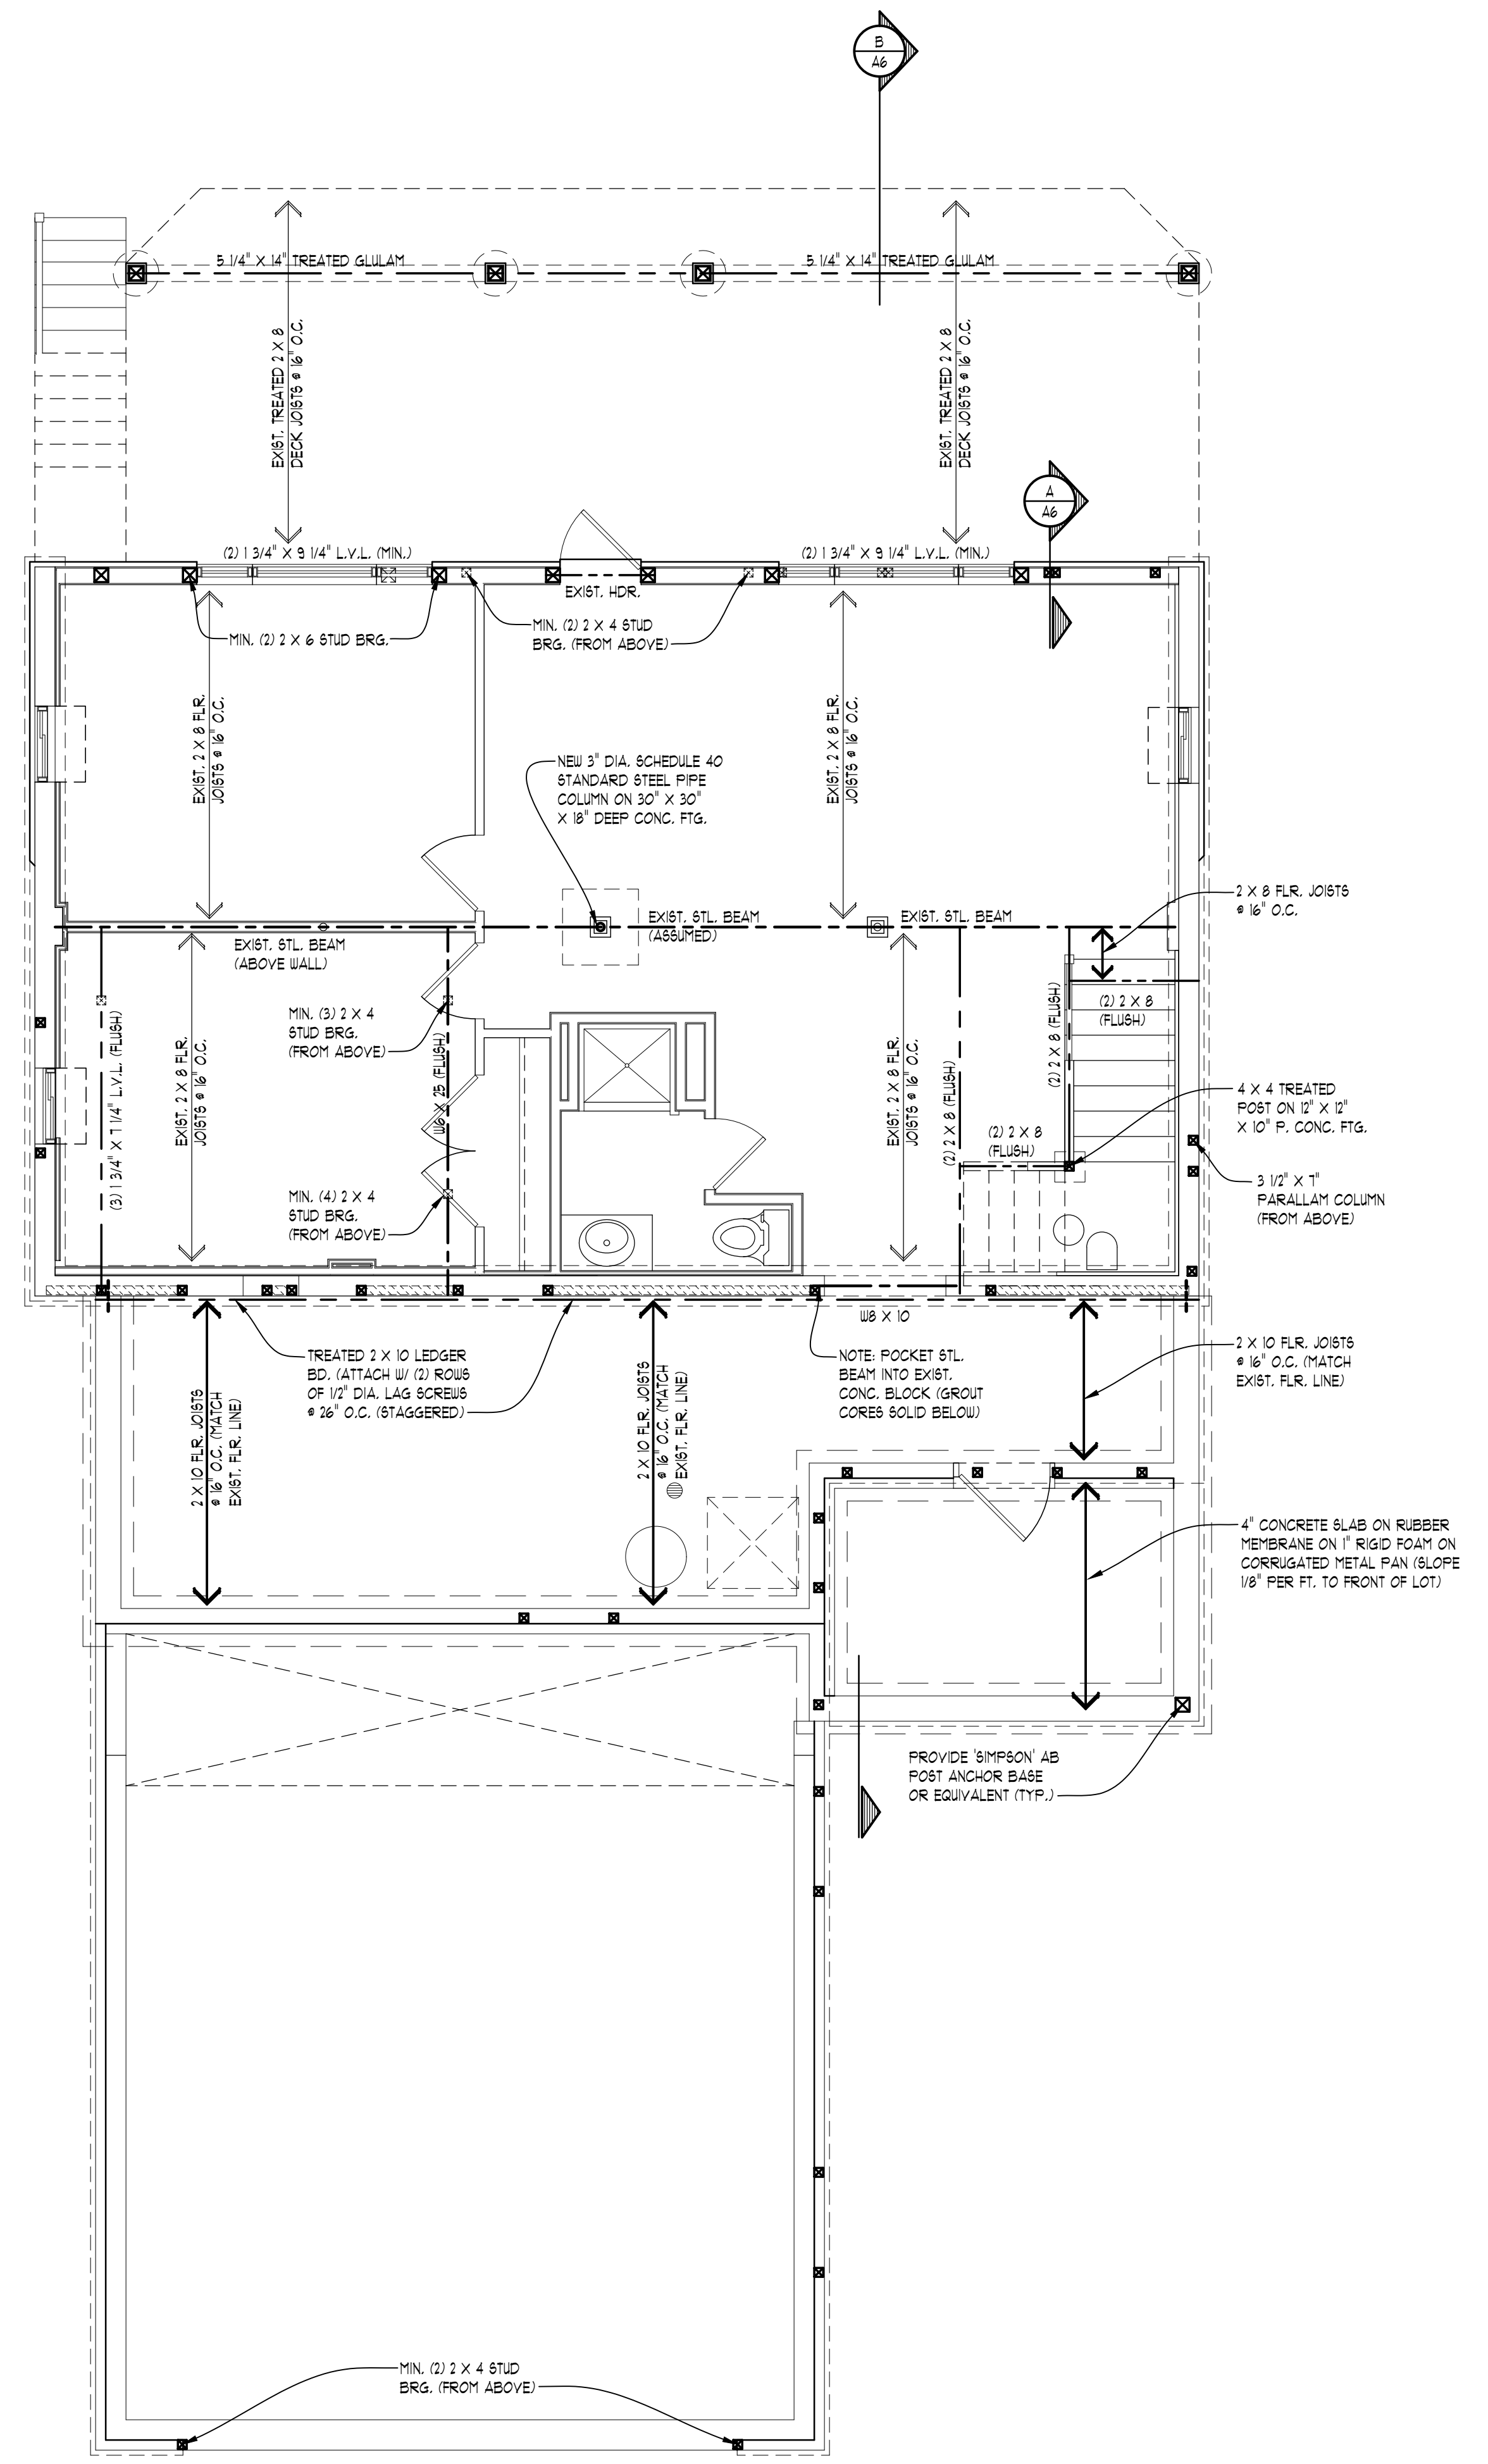 B
A6
5 1/4" X 14" TREATED GLULAM
5 1/4" X 14" TREATED GLULAM
EXIST. TREATED 2 X 8
DECK JOISTS @ 16" O.C.
EXIST. TREATED 2 X 8
DECK JOISTS @ 16" O.C.
A
A6
(2) 1 3/4" X 9 1/4" L.V.L. (MIN.)
(2) 1 3/4" X 9 1/4" L.V.L. (MIN.)
EXIST. HDR.
MIN. (2) 2 X 6 STUD BRG.
MIN. (2) 2 X 4 STUD
BRG. (FROM ABOVE)
EXIST. 2 X 8 FLR.
JOISTS @ 16" O.C.
EXIST. 2 X 8 FLR.
JOISTS @ 16" O.C.
NEW 3" DIA. SCHEDULE 40
STANDARD STEEL PIPE
COLUMN ON 30" X 30"
X 18" DEEP CONC. FTG.
2 X 8 FLR. JOISTS
@ 16" O.C.
EXIST. STL. BEAM
(ABOVE WALL)
EXIST. STL. BEAM
(ASSUMED)
EXIST. STL. BEAM
(3) 1 3/4" X 7 1/4" L.V.L. (FLUSH)
EXIST. 2 X 8 FLR.
JOISTS @ 16" O.C.
MIN. (3) 2 X 4
STUD BRG.
(FROM ABOVE)
W6 X 25 (FLUSH)
MIN. (4) 2 X 4
STUD BRG.
(FROM ABOVE)
EXIST. 2 X 8 FLR.
JOISTS @ 16" O.C.
(2) 2 X 8 (FLUSH)
(2) 2 X 8
(FLUSH)
(2) 2 X 8 (FLUSH)
(2) 2 X 8
(FLUSH)
4 X 4 TREATED
POST ON 12" X 12"
X 10" P. CONC. FTG.
3 1/2" X 7"
PARALLAM COLUMN
(FROM ABOVE)
W8 X 10
TREATED 2 X 10 LEDGER
BD. (ATTACH W/ (2) ROWS
OF 1/2" DIA. LAG SCREWS
@ 26" O.C. (STAGGERED)
NOTE: POCKET STL.
BEAM INTO EXIST.
CONC. BLOCK (GROUT
CORES SOLID BELOW)
2 X 10 FLR. JOISTS
@ 16" O.C. (MATCH
EXIST. FLR. LINE)
2 X 10 FLR. JOISTS
@ 16" O.C. (MATCH
EXIST. FLR. LINE)
2 X 10 FLR. JOISTS
@ 16" O.C. (MATCH
EXIST. FLR. LINE)
4" CONCRETE SLAB ON RUBBER
MEMBRANE ON 1" RIGID FOAM ON
CORRUGATED METAL PAN (SLOPE
1/8" PER FT. TO FRONT OF LOT)
PROVIDE 'SIMPSON' AB
POST ANCHOR BASE
OR EQUIVALENT (TYP.)
MIN. (2) 2 X 4 STUD
BRG. (FROM ABOVE)